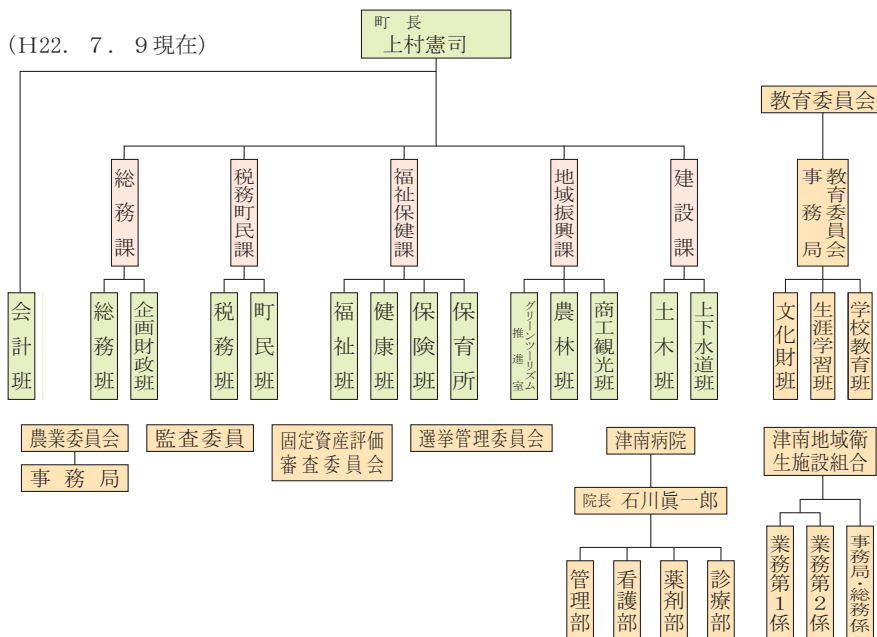 町 長
上村憲司
(H22. 7. 9現在)
教育委員会
総務課
税務町民課
福祉保健課
地域振興課
建設課
教育委員会
事務局
会計班
総務班
企画財政班
税務班
町民班
福祉班
健康班
保険班
保育所
グリーンツーリズム
推進室
農林班
商工観光班
土木班
上下水道班
文化財班
生涯学習班
学校教育班
農業委員会
事 務 局
監査委員
固定資産評価
審査委員会
選挙管理委員会
津南病院
院長 石川眞一郎
管理部
看護部
薬剤部
診療部
津南地域衛
生施設組合
業務第1係
業務第2係
事務局・総務係